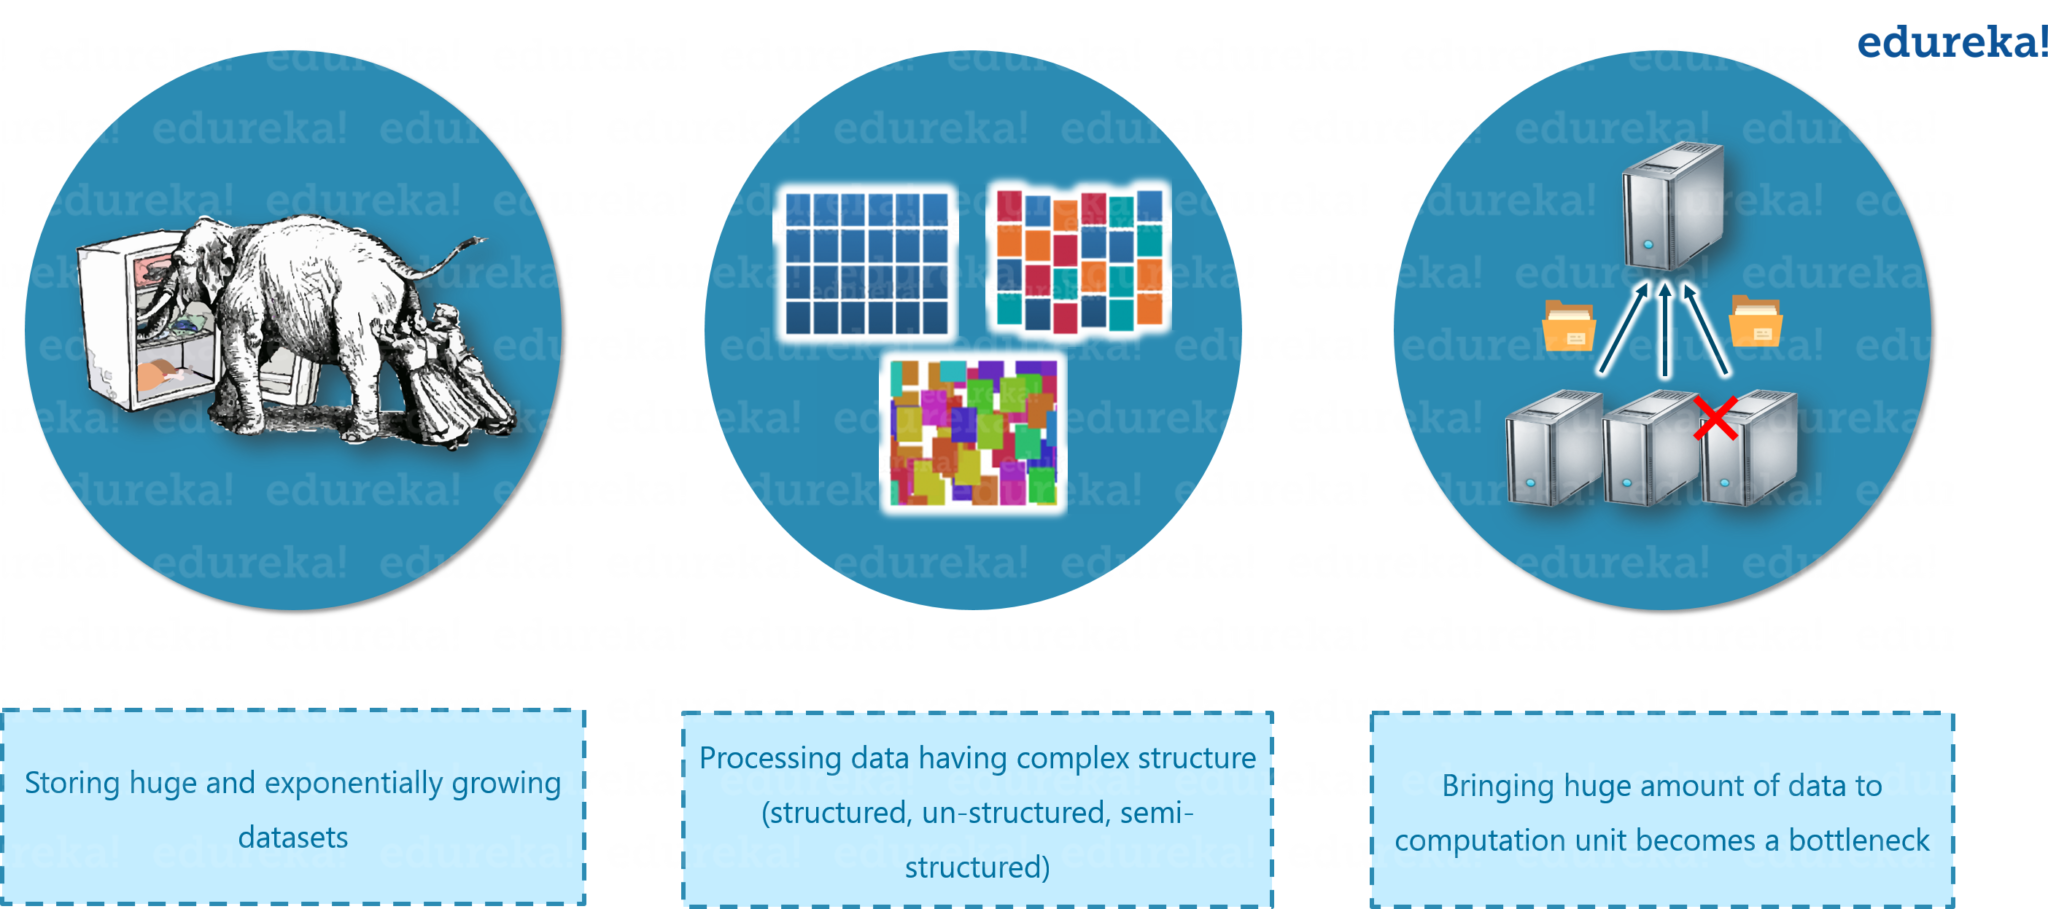 edureka!
Storing huge and exponentially growing
datasets
Processing data having complex structure
(structured, un-structured, semi-
structured)
Bringing huge amount of data to
computation unit becomes a bottleneck